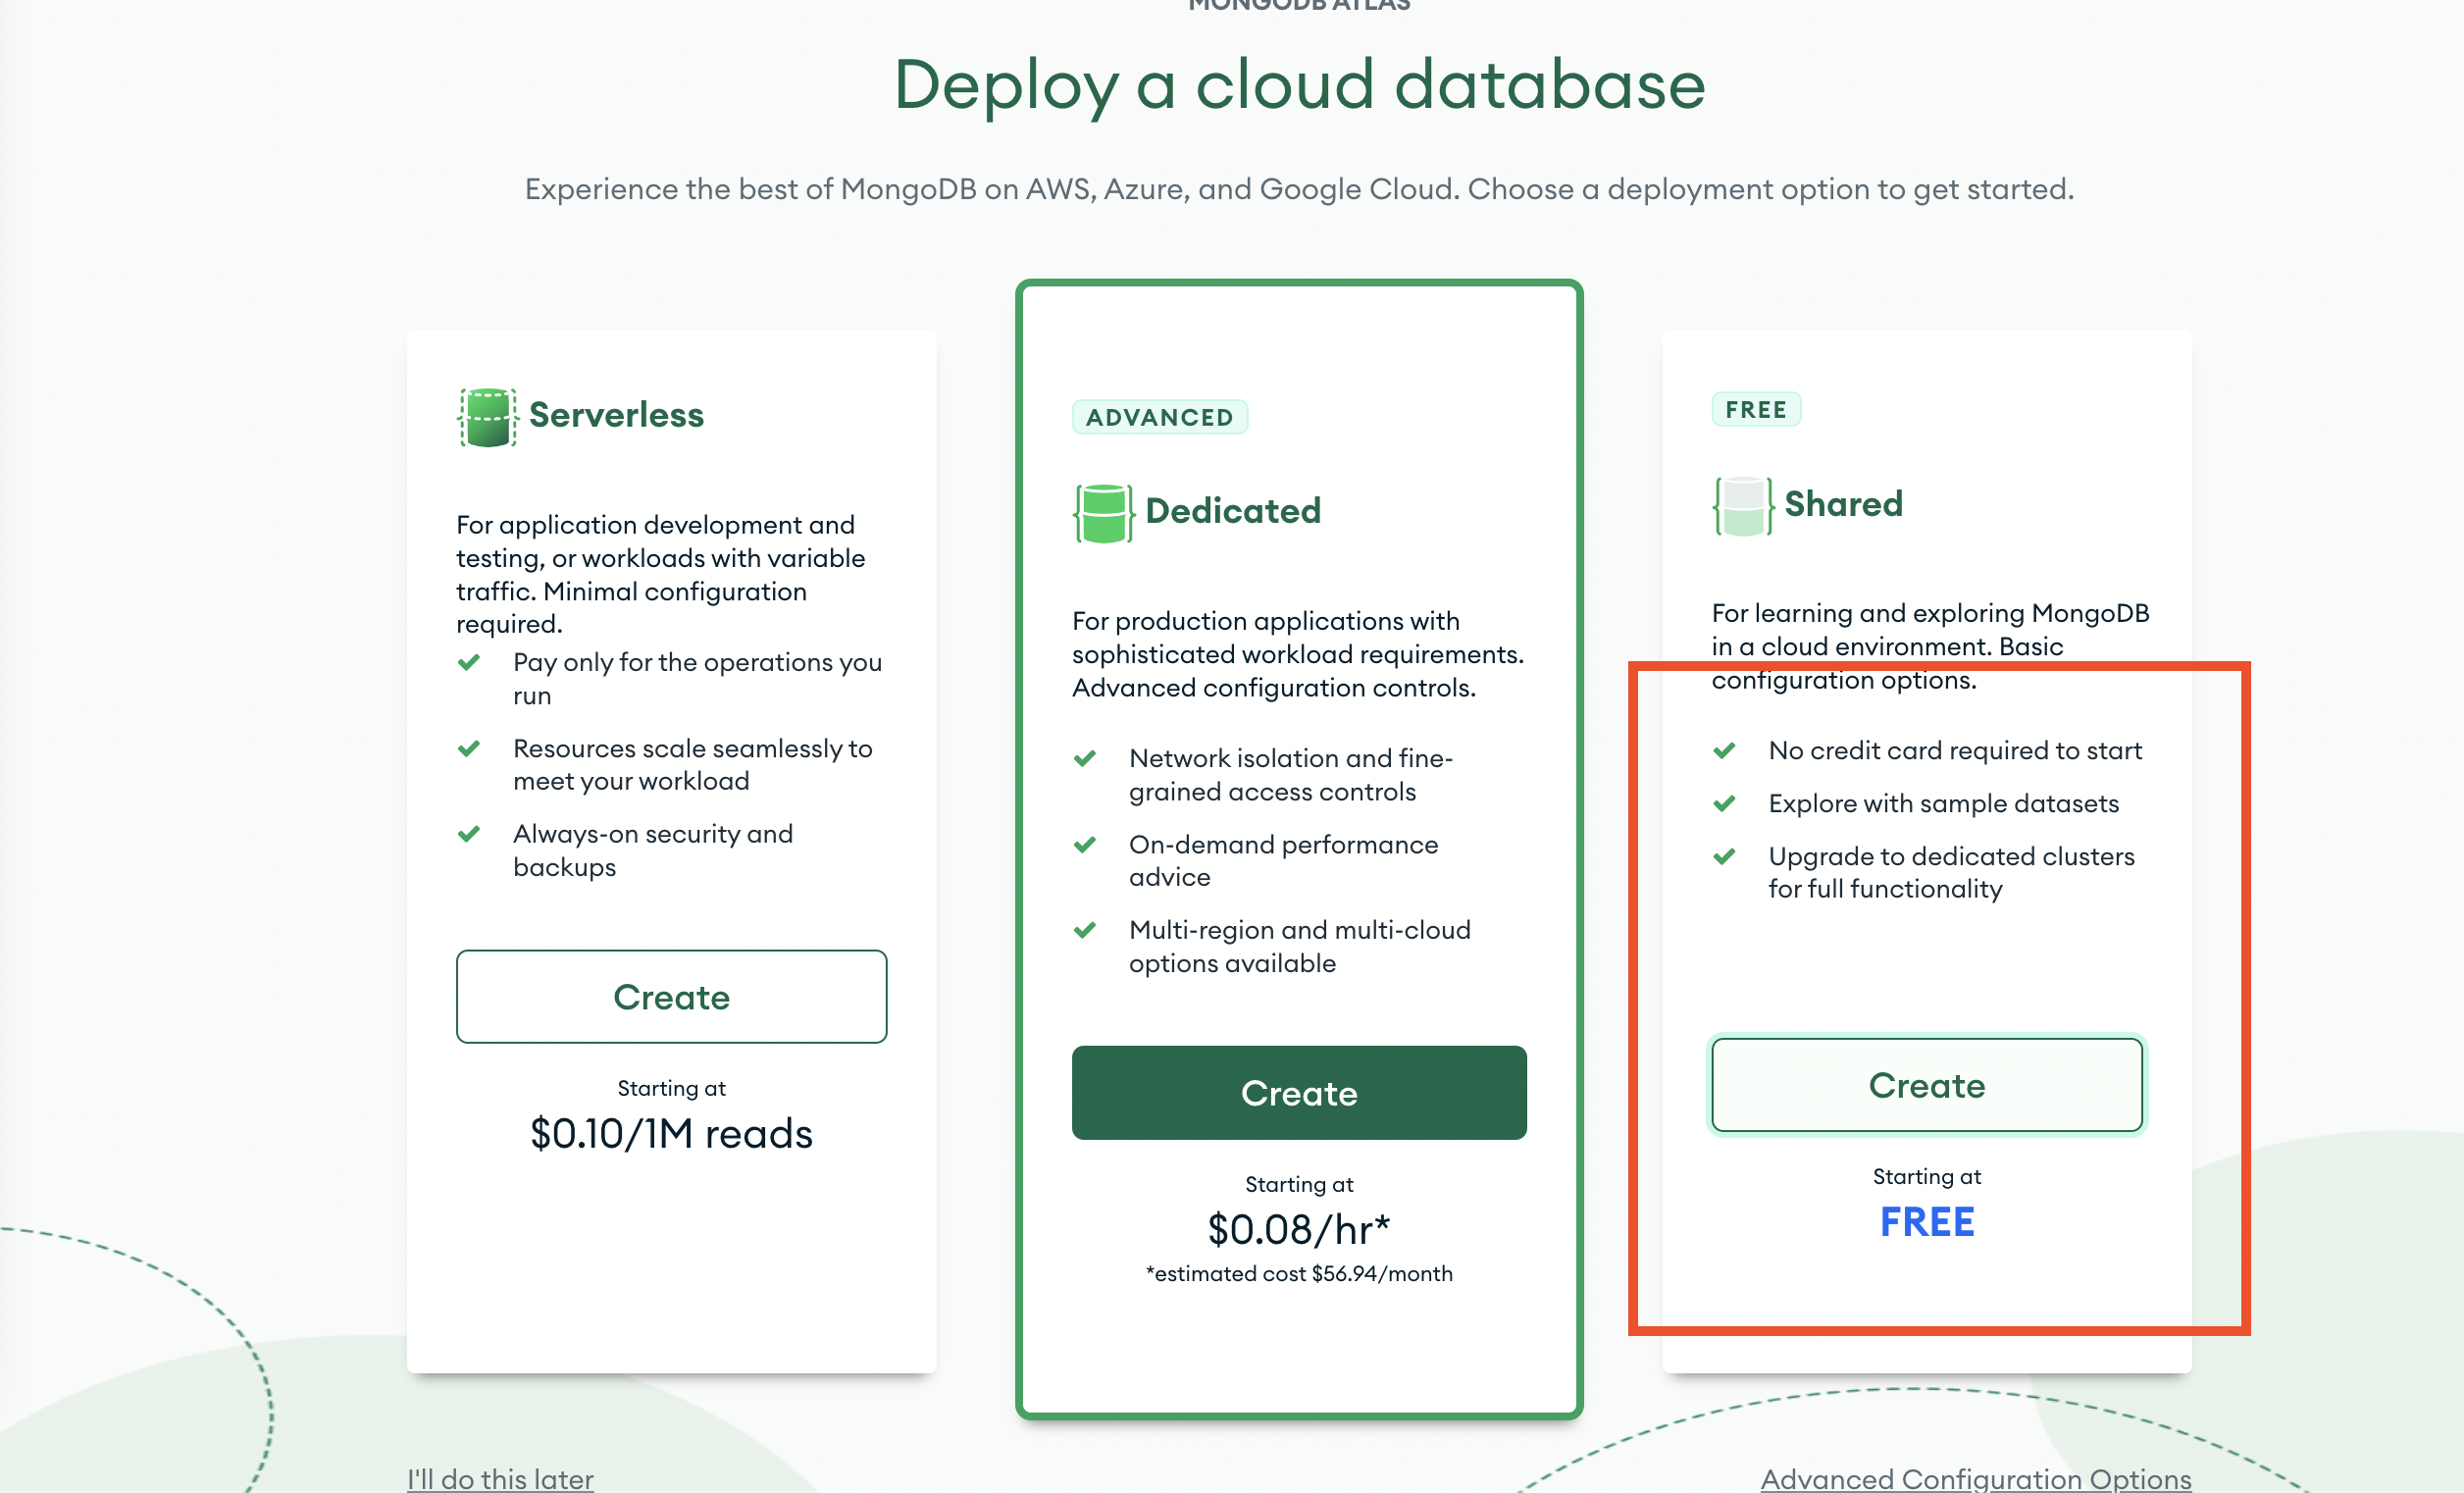 MONGODB ATLAS
Deploy a cloud database
Experience the best of MongoDB on AWS, Azure, and Google Cloud. Choose a deployment option to get started.
Serverless
For application development and
testing, or workloads with variable
traffic. Minimal configuration
required.
Pay only for the operations you
run
Resources scale seamlessly to
meet your workload
Always-on security and
backups
Create
Starting at
$0.10/1M reads
ADVANCED
Dedicated
For production applications with
sophisticated workload requirements.
Advanced configuration controls.
Network isolation and fine-
grained access controls
On-demand performance
advice
Multi-region and multi-cloud
options available
Create
Starting at
$0.08/hr*
*estimated cost $56.94/month
FREE
Shared
For learning and exploring MongoDB
in a cloud environment. Basic
configuration options.
No credit card required to start
Explore with sample datasets
Upgrade to dedicated clusters
for full functionality
Create
Starting at
FREE
I'll do this later
Advanced Configuration Options